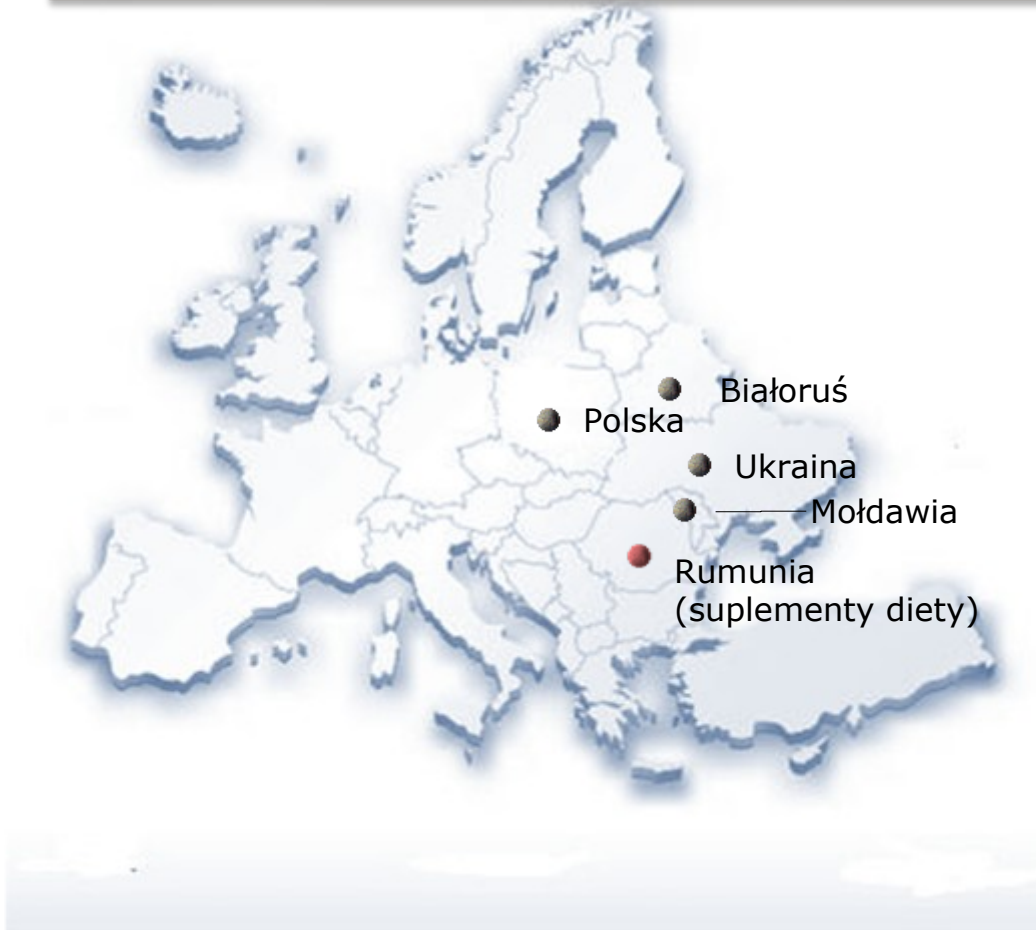 Białoruś
Polska
Ukraina
Mołdawia
Rumunia
(suplementy diety)